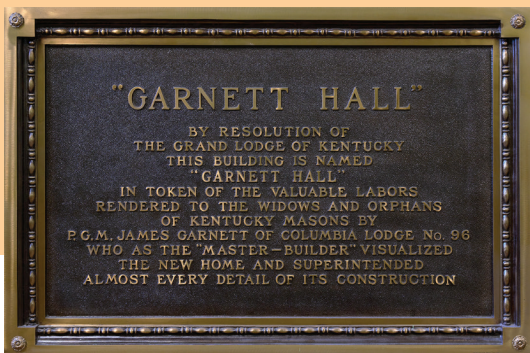 "GARNETT HALL"
BY RESOLUTION OF
THE GRAND LODGE OF KENTUCKY
THIS BUILDING IS NAMED
"GARNETT HALL"
IN TOKEN OF THE VALUABLE LABORS
RENDERED TO THE WIDOWS AND ORPHANS
OF KENTUCKY MASONS BY
P.G.M. JAMES GARNETT OF COLUMBIA LODGE No. 96
WHO AS THE "MASTER-BUILDER" VISUALIZED
THE NEW HOME AND SUPERINTENDED
ALMOST EVERY DETAIL OF ITS CONSTRUCTION